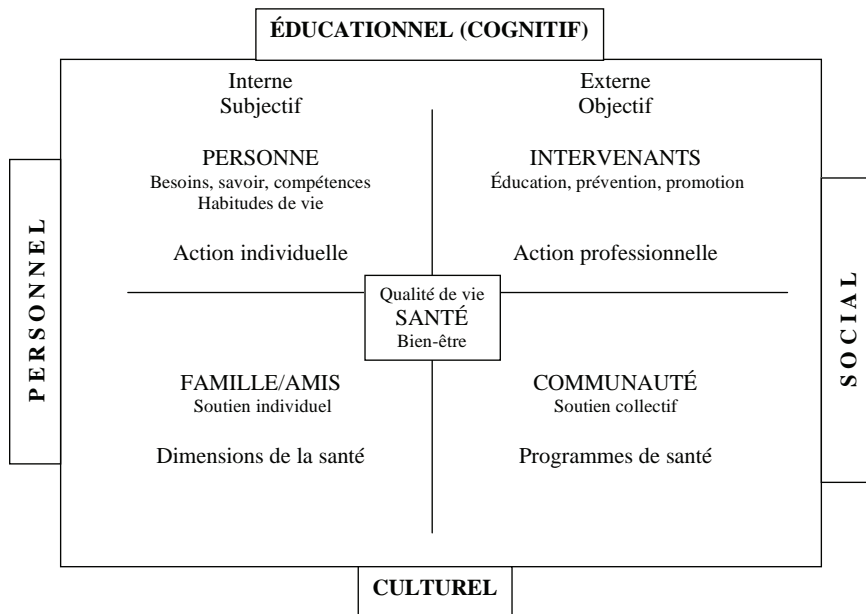 ÉDUCATIONNEL (COGNITIF)
Interne
Subjectif
Externe
Objectif
PERSONNE
Besoins, savoir, compétences
Habitudes de vie
Action individuelle
INTERVENANTS
Éducation, prévention, promotion
Action professionnelle
PERSONNEL
Qualité de vie
SANTÉ
Bien-être
SOCIAL
FAMILLE/AMIS
Soutien individuel
Dimensions de la santé
COMMUNAUTÉ
Soutien collectif
Programmes de santé
CULTUREL